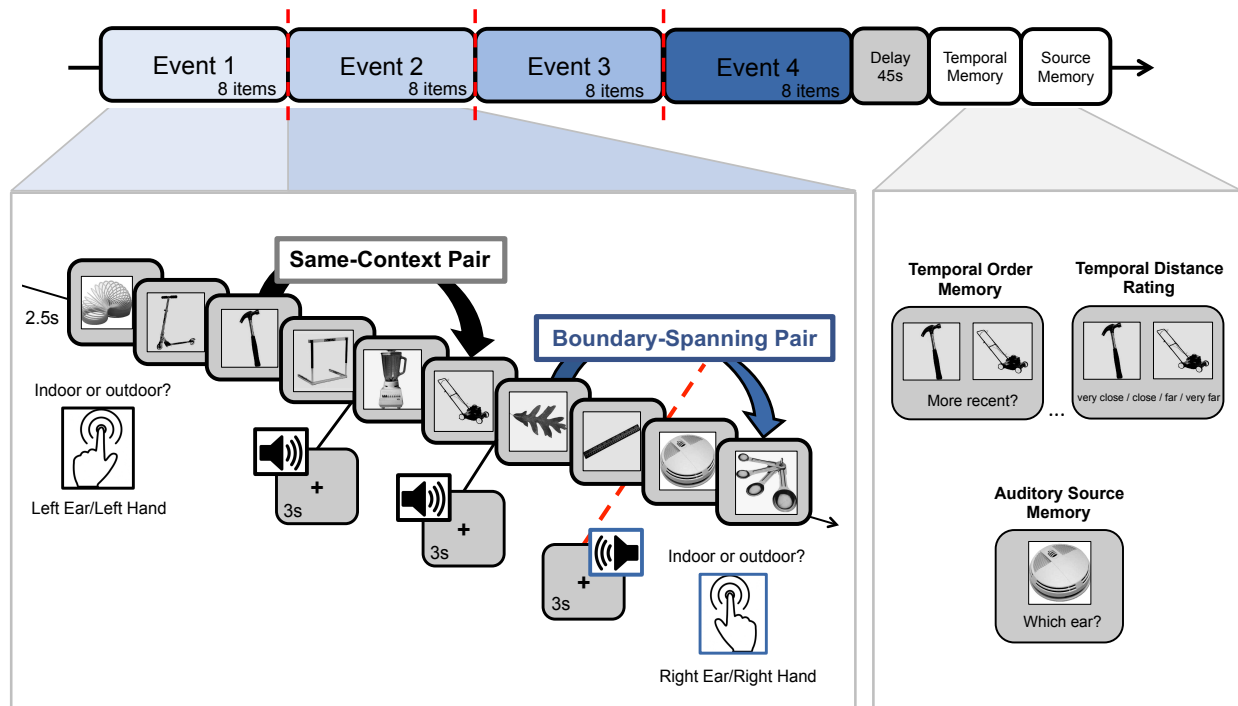 Event 1
8 items
Event 2
8 items
Event 3
8 items
Event 4
8 items
Delay
45s
Temporal
Memory
Source
Memory
Same-Context Pair
Boundary-Spanning Pair
2.5s
Indoor or outdoor?
Left Ear/Left Hand
+
3s
+
3s
+
3s
Indoor or outdoor?
Right Ear/Right Hand
Temporal Order
Memory
More recent?
...
Temporal Distance
Rating
very close / close / far / very far
Auditory Source
Memory
Which ear?